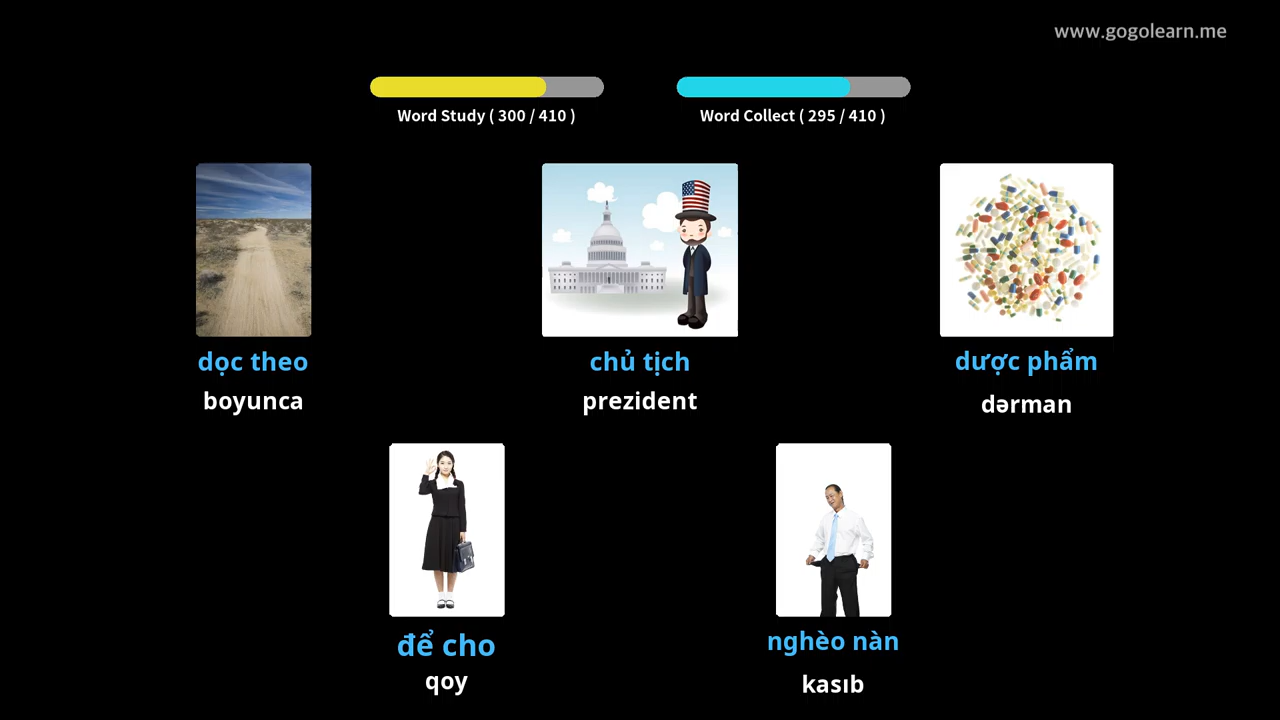 www.gogolearn.me
Word Study ( 300 / 410 )
Word Collect ( 295 / 410 )
dọc theo
boyunca
chủ tịch
prezident
dược phẩm
dərman
để cho
qoy
nghèo nàn
kasıb